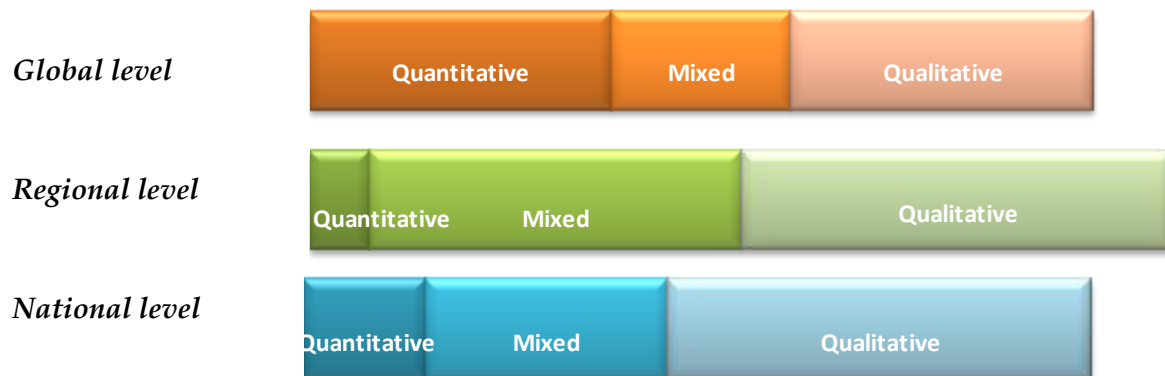 Global level
Quantitative Mixed Qualitative
Regional level
Quantitative Mixed Qualitative
National level
Quantitative Mixed Qualitative